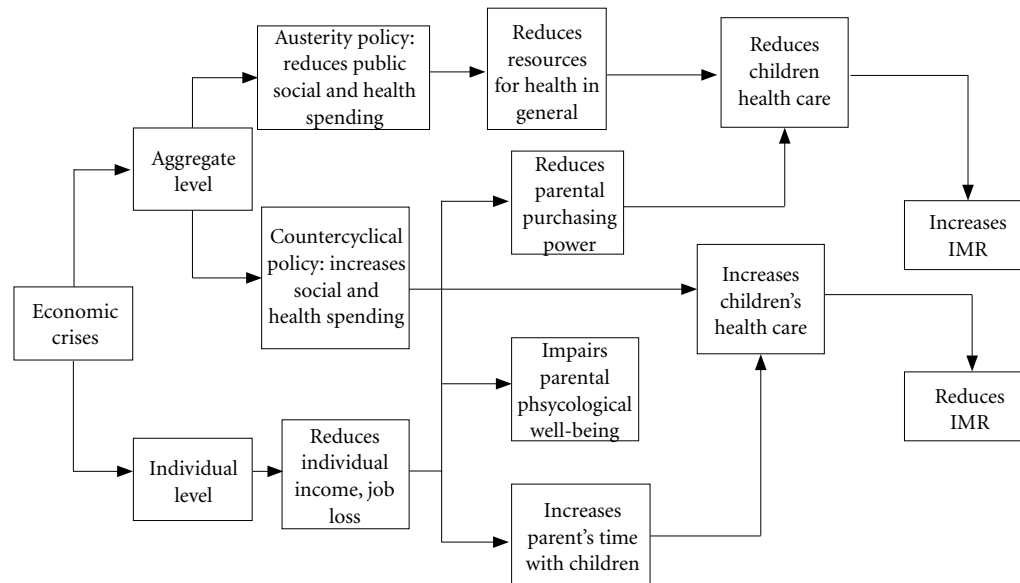 Austerity policy:
reduces public
social and health
spending
Reduces
resources
for health in
general
Reduces
children
health care
Aggregate
level
Reduces
parental
purchasing
power
Increases
IMR
Countercyclical
policy: increases
social and
health spending
Increases
children's
health care
Economic
crises
Impairs
parental
phsycological
well-being
Reduces
IMR
Individual
level
Reduces
individual
income, job
loss
Increases
parent's time
with children